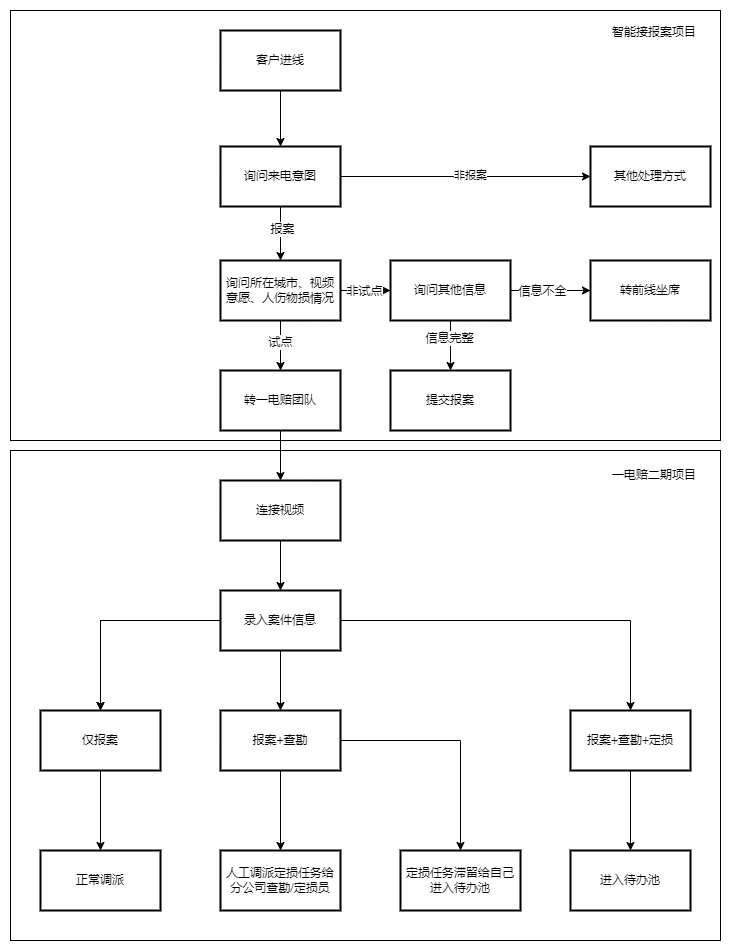 智能接报案项目
客户进线
询问来电意图
非报案
其他处理方式
报案
询问所在城市、视频
意愿、人伤物损情况
非试点
询问其他信息
信息不全
转前线坐席
试点
信息完整
转一电赔团队
提交报案
一电赔二期项目
连接视频
录入案件信息
仅报案
报案+查勘
报案+查勘+定损
正常调派
人工调派定损任务给
分公司查勘/定损员
定损任务滞留给自己
进入待办池
进入待办池